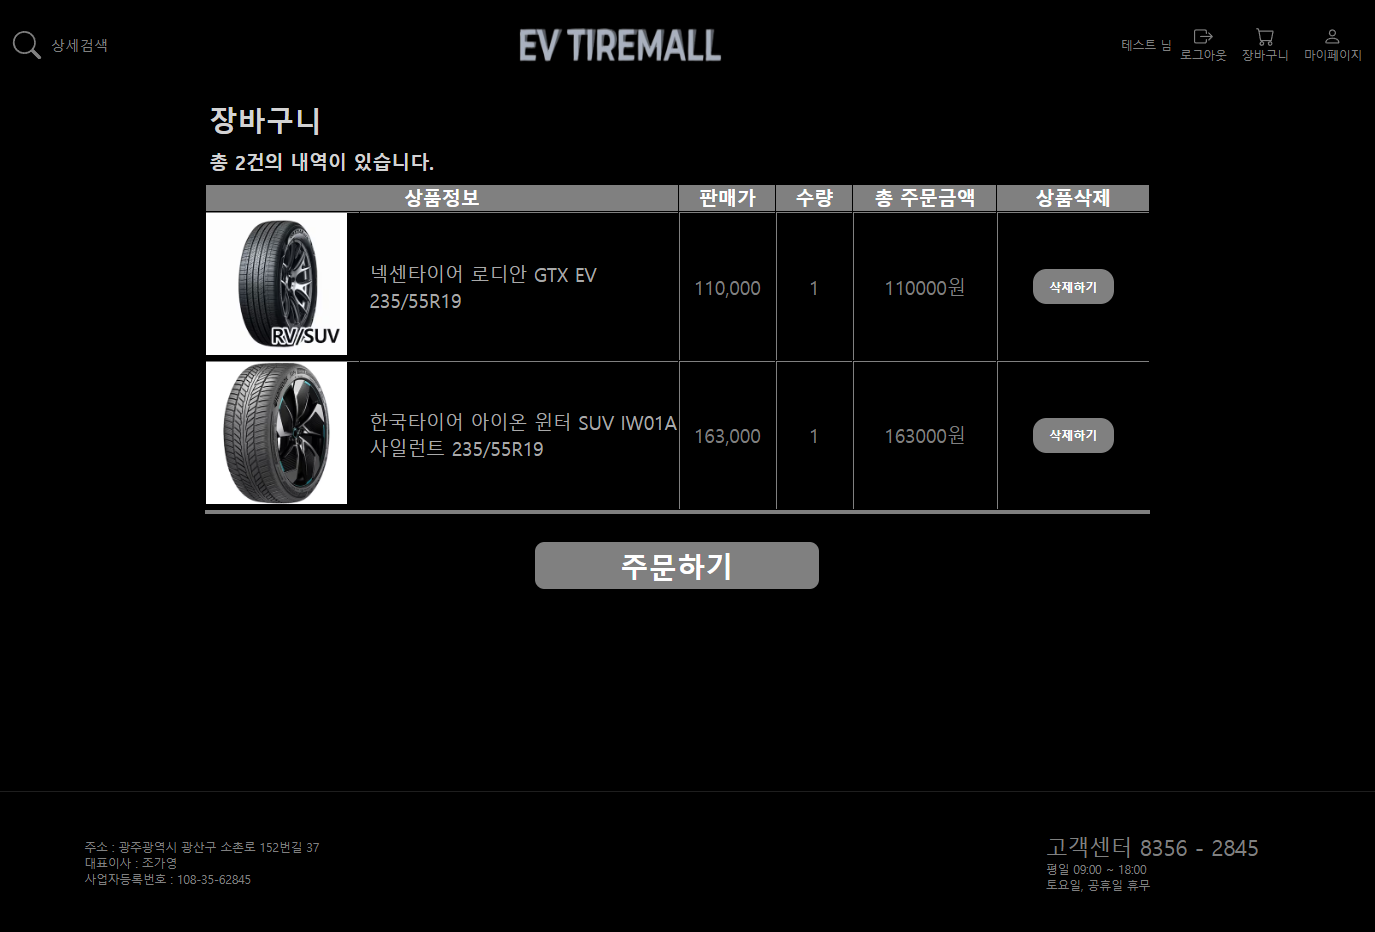 상세검색
EV TIREMALL
테스트 님
로그아웃
장바구니
마이페이지
장바구니
총 2건의 내역이 있습니다.
상품정보 판매가 수량 총 주문금액 상품삭제
RV/SUV
넥센타이어 로디안 GTX EV
235/55R19
110,000
1
110000원
삭제하기
한국타이어 아이온 윈터 SUV IW01A
사일런트 235/55R19
163,000
1
163000원
삭제하기
주문하기
주소 : 광주광역시 광산구 소촌로 152번길 37
대표이사 : 조가영
사업자등록번호 : 108-35-62845
고객센터 8356 - 2845
평일 09:00 ~ 18:00
토요일, 공휴일 휴무